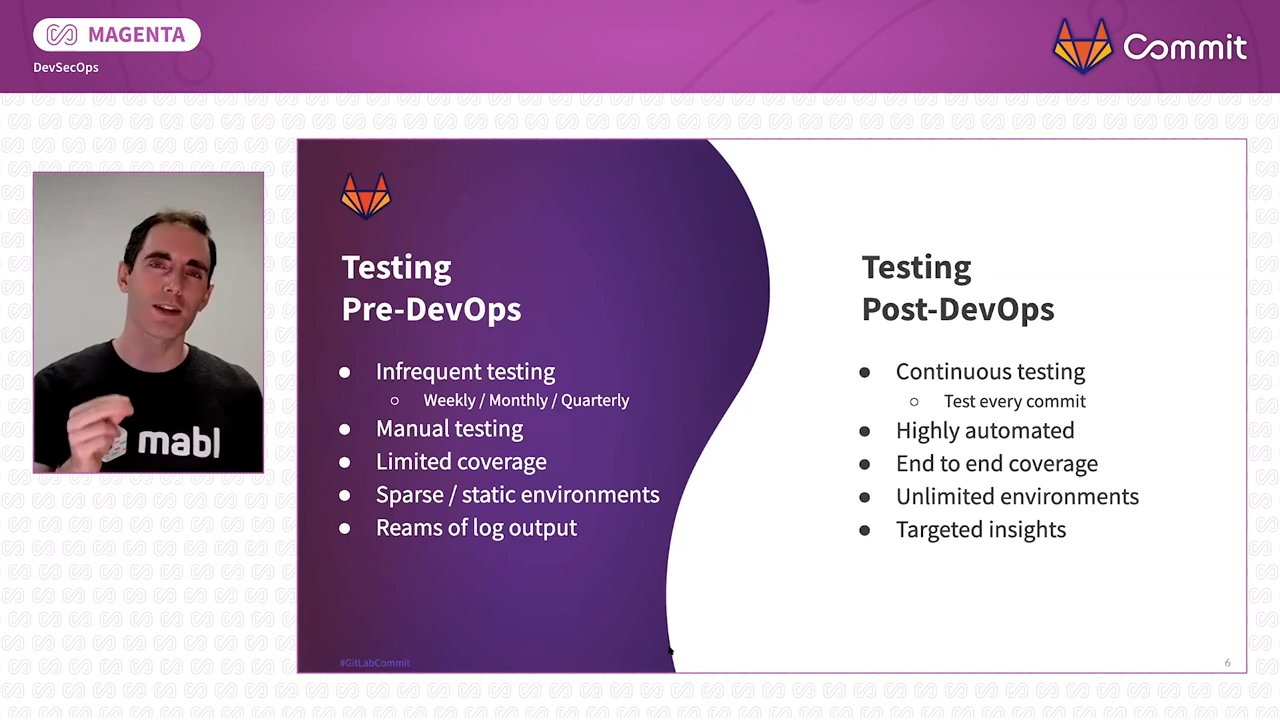 MAGENTA
DevSecOps
Commit
mabl
Testing
Pre-DevOps
● Infrequent testing
○ Weekly / Monthly / Quarterly
● Manual testing
● Limited coverage
● Sparse / static environments
● Reams of log output
#GitLabCommit
Testing
Post-DevOps
● Continuous testing
○ Test every commit
● Highly automated
● End to end coverage
● Unlimited environments
● Targeted insights
6